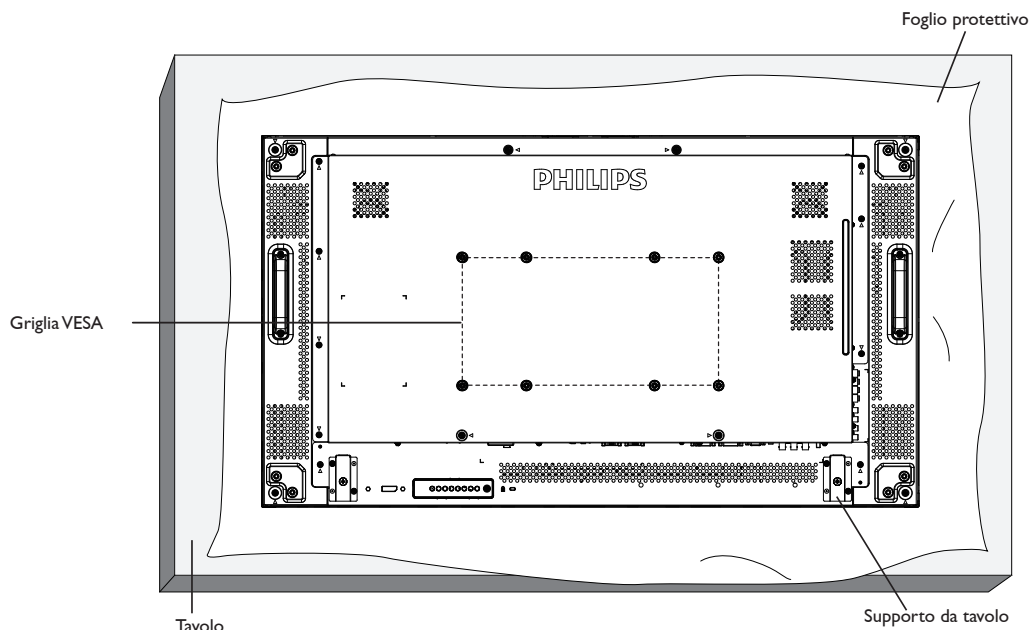 Foglio protettivo
PHILIPS
Griglia VESA
Supporto da tavolo
Tavolo